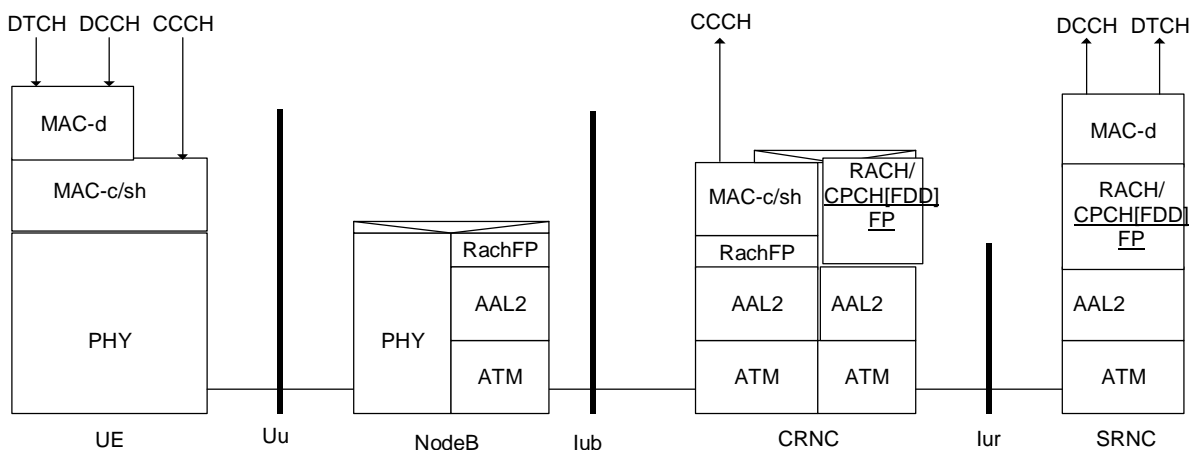 DTCH DCCH CCCH
CCCH
DCCH DTCH
MAC-d
MAC-c/sh
PHY
UE
Uu
PHY
RachFP
AAL2
ATM
NodeB
Iub
MAC-c/sh
RachFP
AAL2
ATM
RACH/
CPCH[FDD]
FP
AAL2
ATM
CRNC
Iur
MAC-d
RACH/
CPCH[FDD]
FP
AAL2
ATM
SRNC